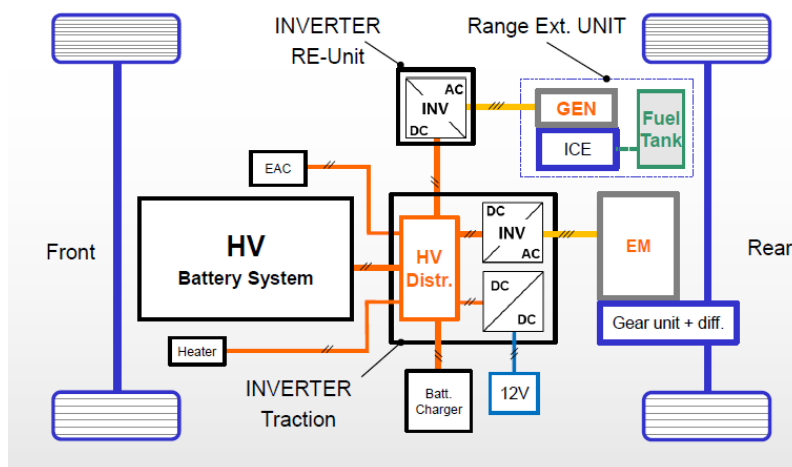 INVERTER
RE-Unit
Range Ext. UNIT
AC
INV
DC
GEN
ICE
Fuel
Tank
EAC
HV
Battery System
Front
HV
Distr.
DC
INV
AC
EM
Rear
DC
DC
Gear unit + diff.
Heater
INVERTER
Traction
Batt.
Charger
12V